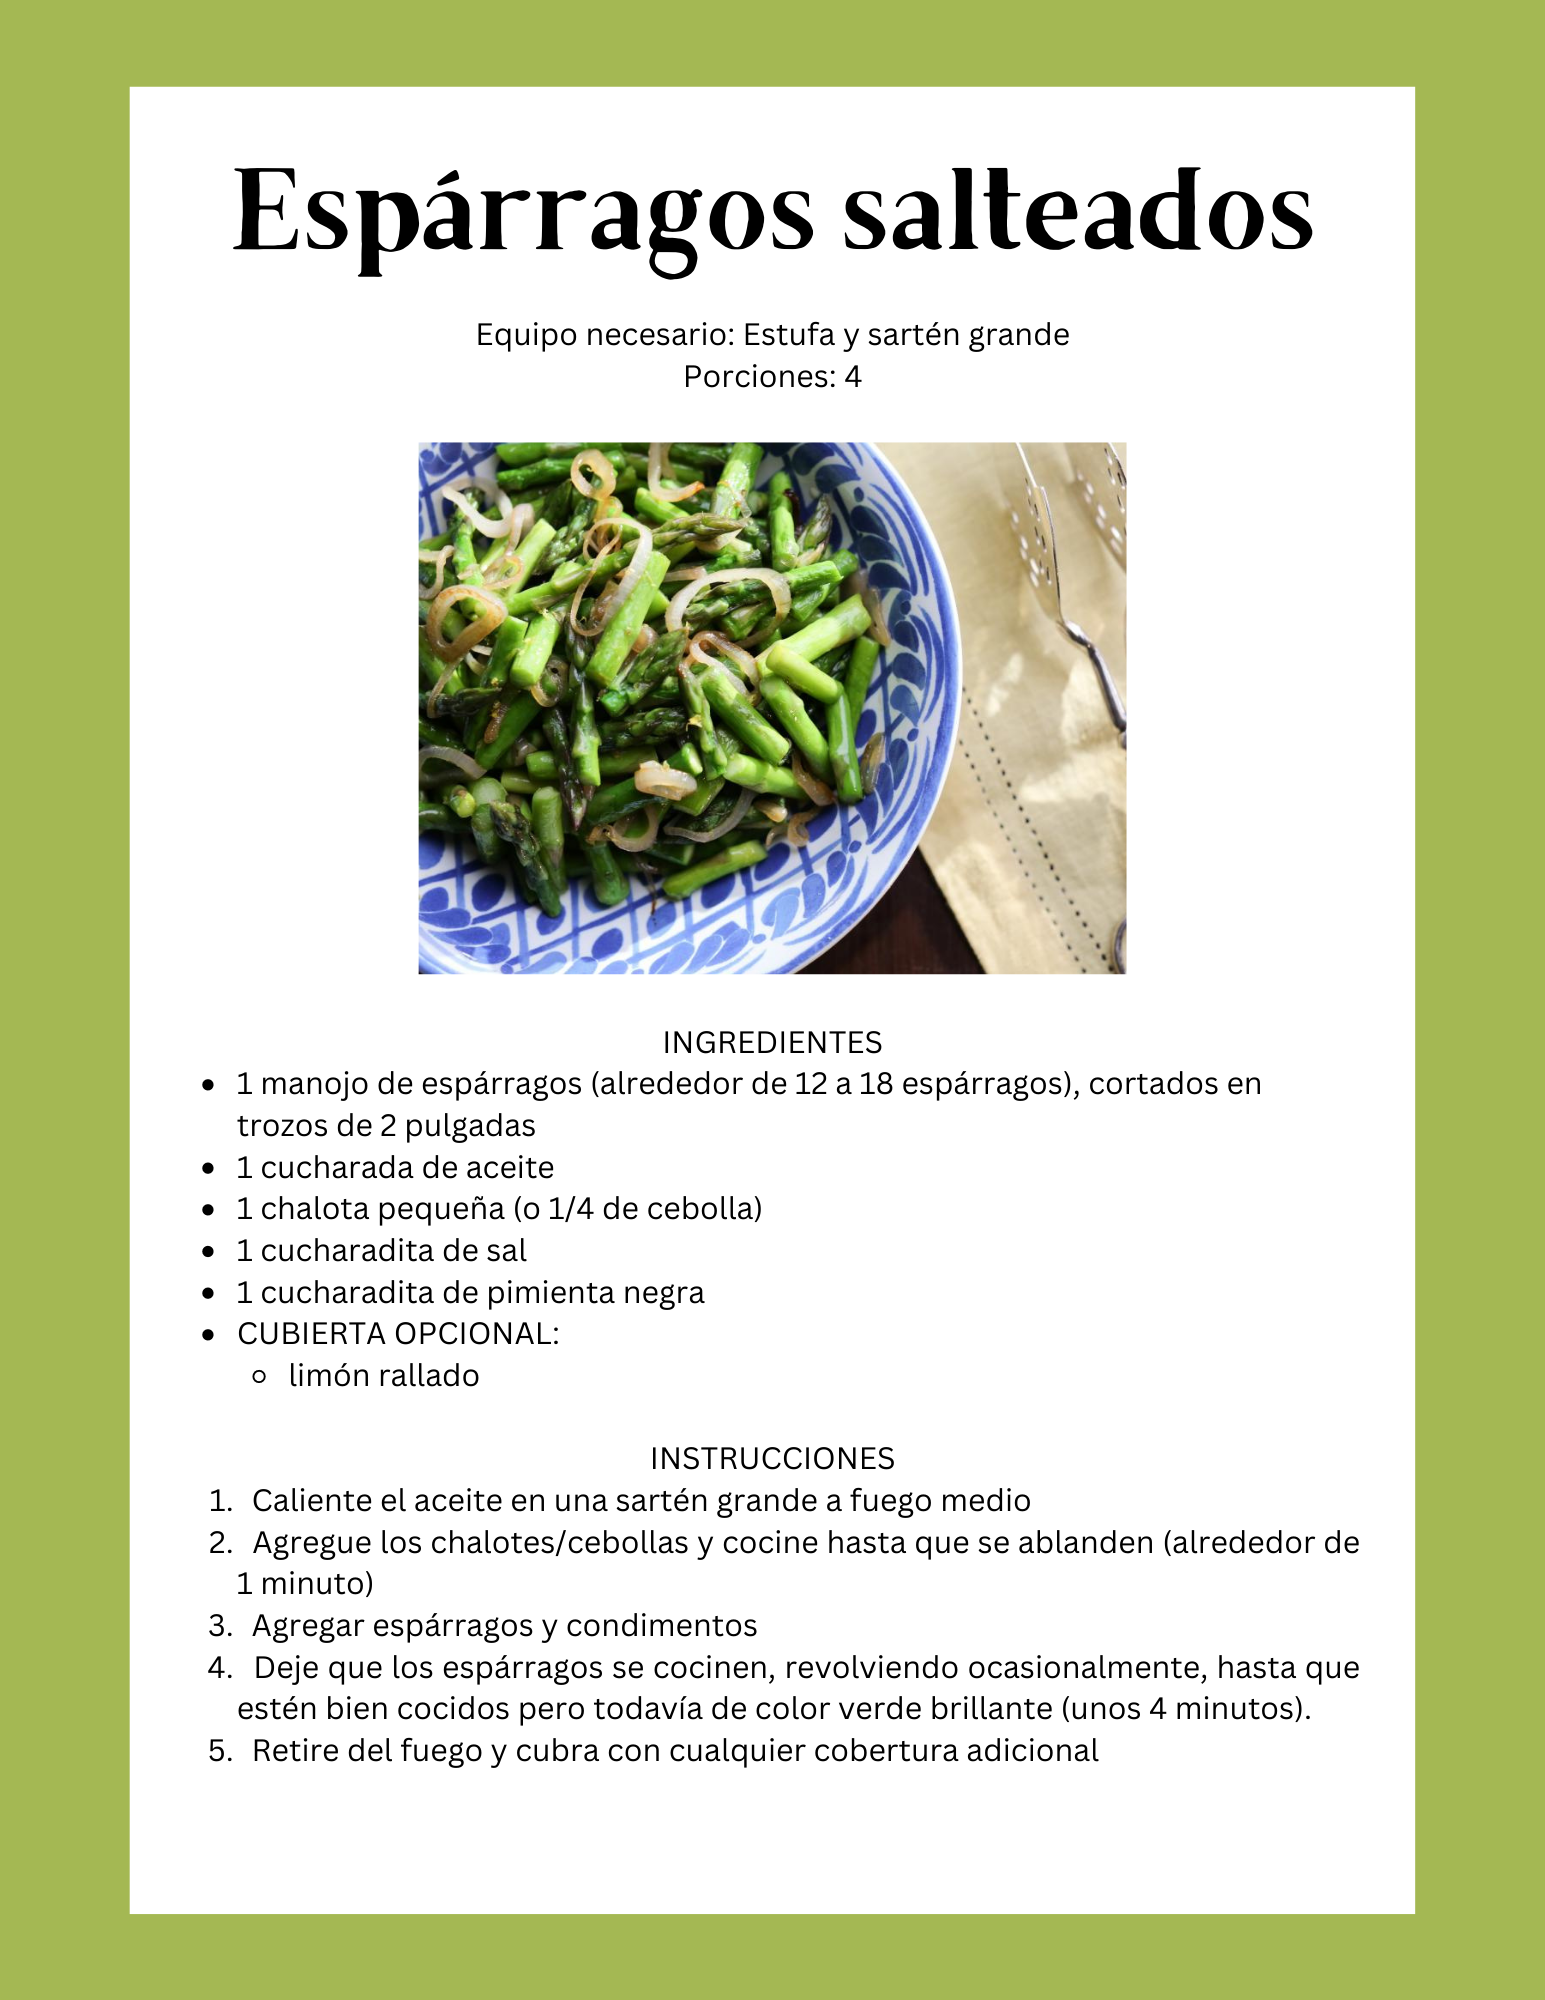 Espárragos salteados
Equipo necesario: Estufa y sartén grande
Porciones: 4
INGREDIENTES
• 1 manojo de espárragos (alrededor de 12 a 18 espárragos), cortados en
trozos de 2 pulgadas
• 1 cucharada de aceite
• 1 chalota pequeña (o 1/4 de cebolla)
• 1 cucharadita de sal
• 1 cucharadita de pimienta negra
• CUBIERTA OPCIONAL:
◦ limón rallado
INSTRUCCIONES
1. Caliente el aceite en una sartén grande a fuego medio
2. Agregue los chalotes/cebollas y cocine hasta que se ablanden (alrededor de
1 minuto)
3. Agregar espárragos y condimentos
4. Deje que los espárragos se cocinen, revolviendo ocasionalmente, hasta que
estén bien cocidos pero todavía de color verde brillante (unos 4 minutos).
5. Retire del fuego y cubra con cualquier cobertura adicional